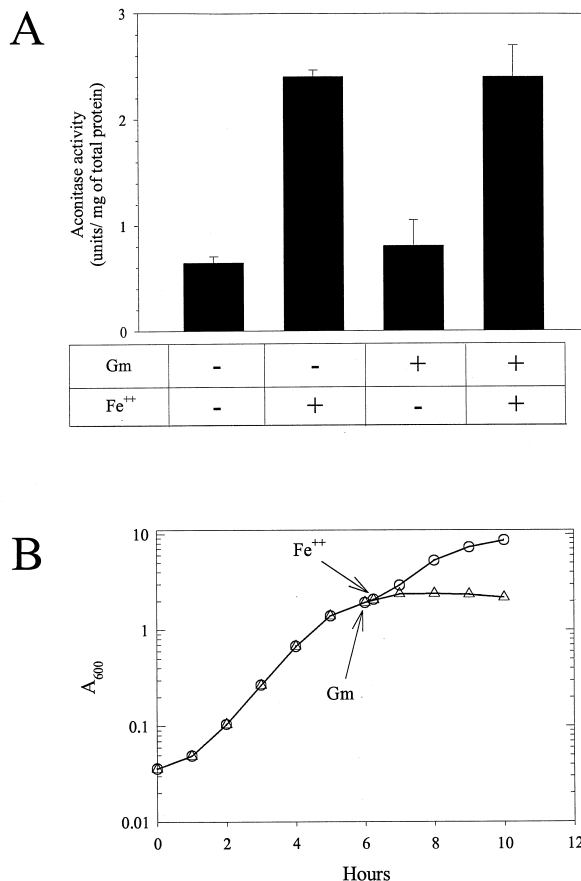 A
Aconitase activity
(units/ mg of total protein)
3
2
1
0
Gm - - + +
Fe++ - + - +
B
10
1
0.1
0.01
A600
Fe++
Gm
0 2 4 6 8 10 12
Hours